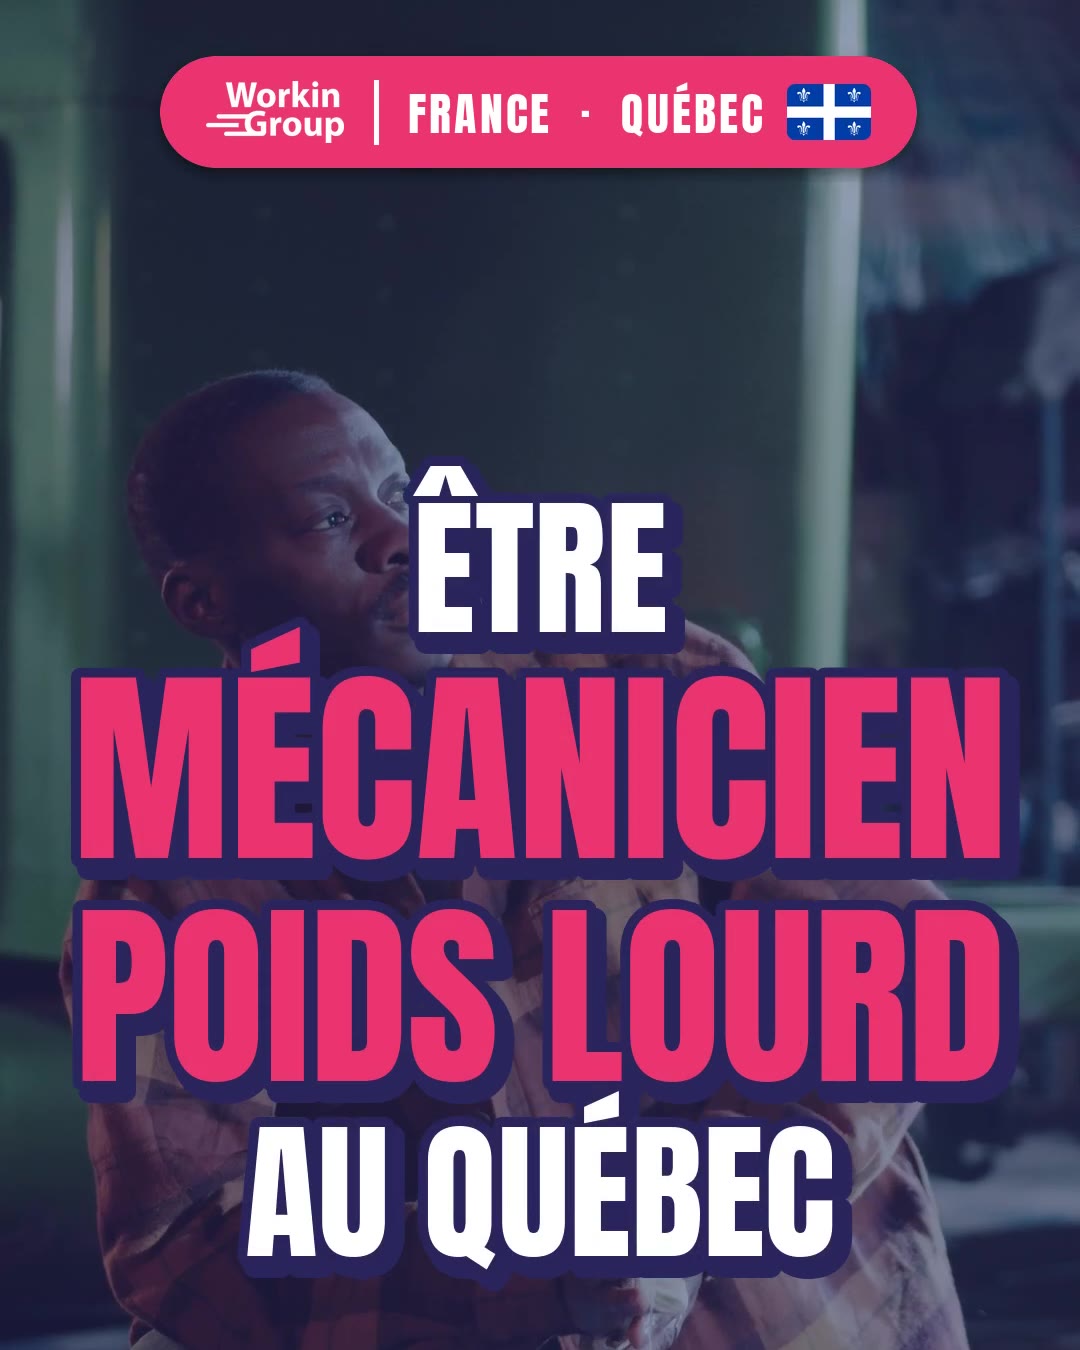 Workin
Group
FRANCE · QUÉBEC
ÊTRE
MÉCANICIEN
POIDS LOURD
AU QUÉBEC